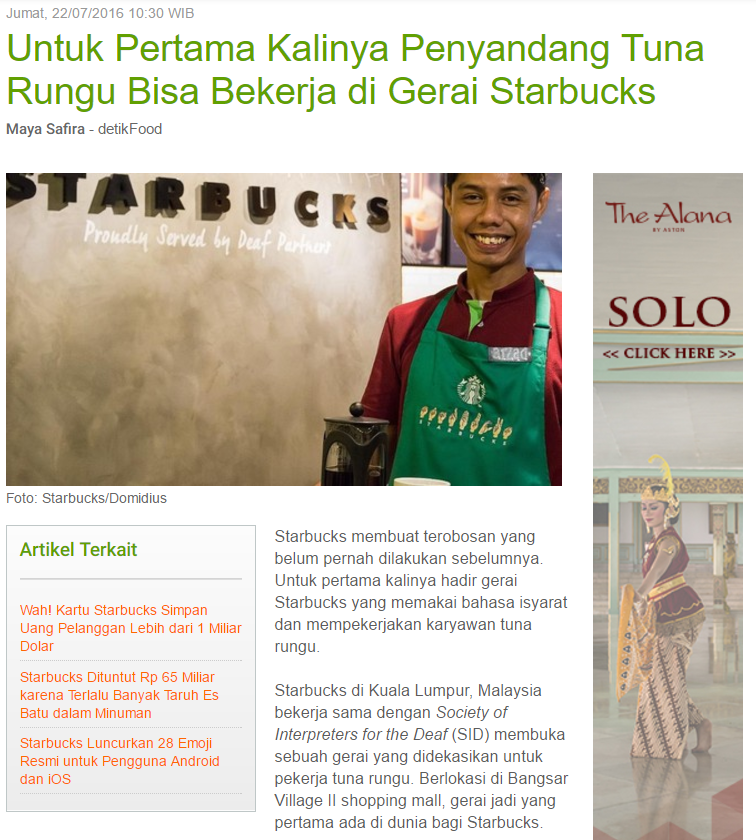 Jumat, 22/07/2016 10:30 WIB
Untuk Pertama Kalinya Penyandang Tuna
Rungu Bisa Bekerja di Gerai Starbucks
Maya Safira - detikFood
STARBUCKS
Proudly Served by Deaf Partners
STARBUCKS
Foto: Starbucks/Domidius
The Alana
BY ASTON
SOLO
<< CLICK HERE >>
Artikel Terkait
Wah! Kartu Starbucks Simpan
Uang Pelanggan Lebih dari 1 Miliar
Dolar
Starbucks Dituntut Rp 65 Miliar
karena Terlalu Banyak Taruh Es
Batu dalam Minuman
Starbucks Luncurkan 28 Emoji
Resmi untuk Pengguna Android
dan iOS
Starbucks membuat terobosan yang
belum pernah dilakukan sebelumnya.
Untuk pertama kalinya hadir gerai
Starbucks yang memakai bahasa isyarat
dan mempekerjakan karyawan tuna
rungu.
Starbucks di Kuala Lumpur, Malaysia
bekerja sama dengan Society of
Interpreters for the Deaf (SID) membuka
sebuah gerai yang didekasikan untuk
pekerja tuna rungu. Berlokasi di Bangsar
Village II shopping mall, gerai jadi yang
pertama ada di dunia bagi Starbucks.